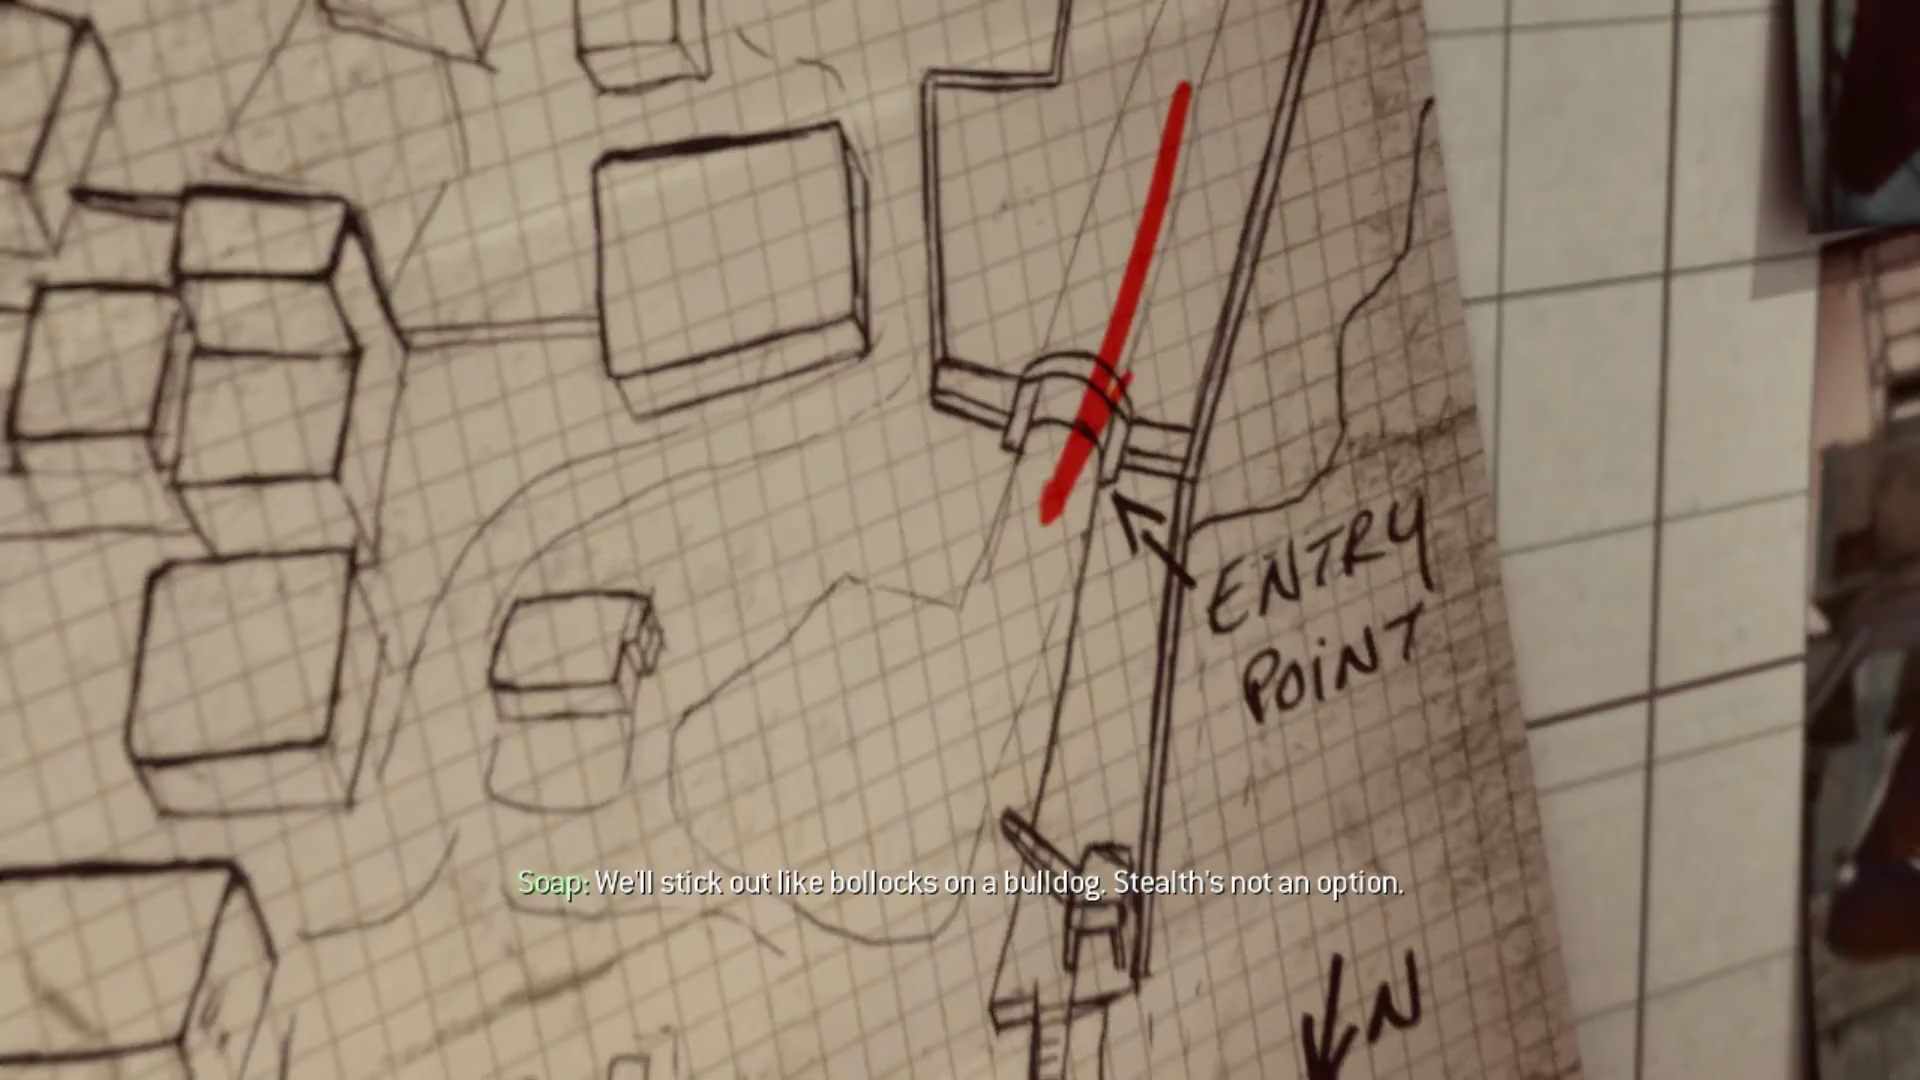 ENTRY
POINT
Soap: We'll stick out like bollocks on a bulldog. Stealth's not an option.
N